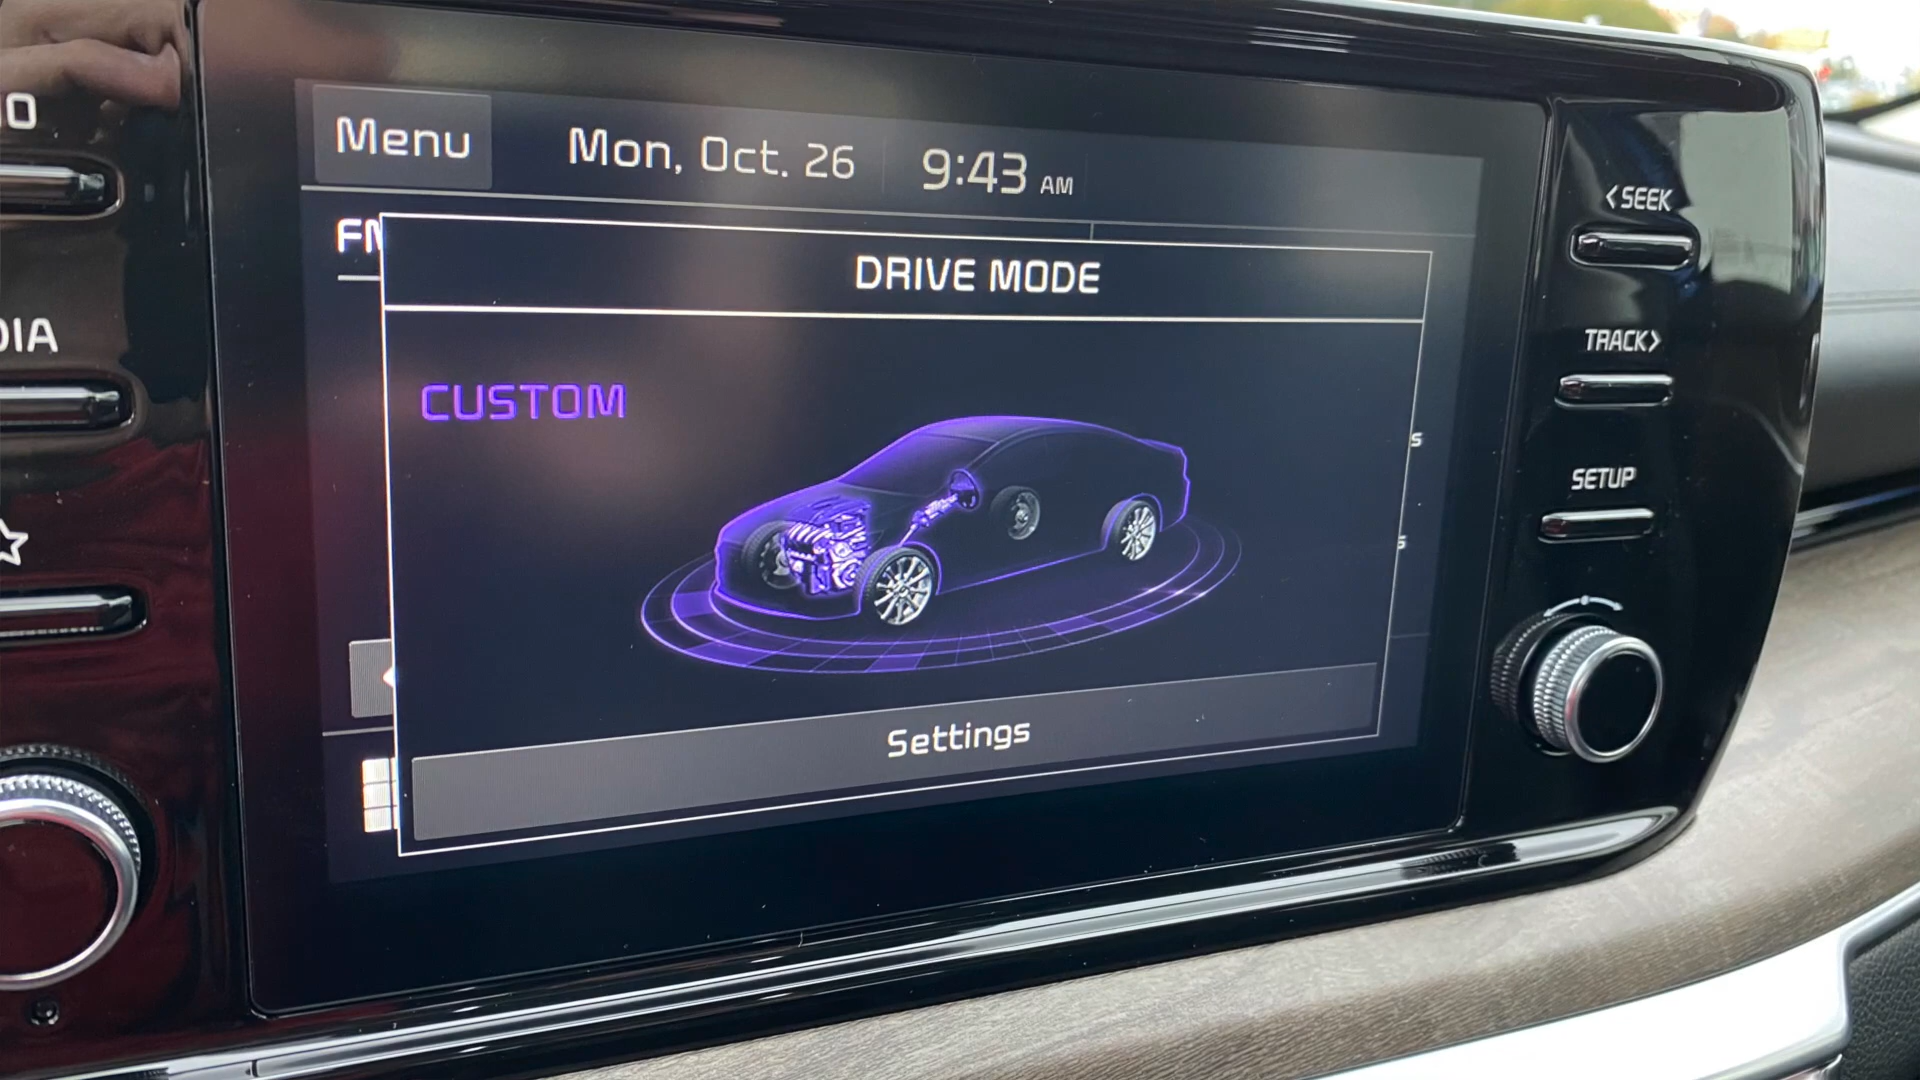 Menu
Mon, Oct. 26
9:43 AM
DRIVE MODE
CUSTOM
Settings
<SEEK
TRACK>
SETUP